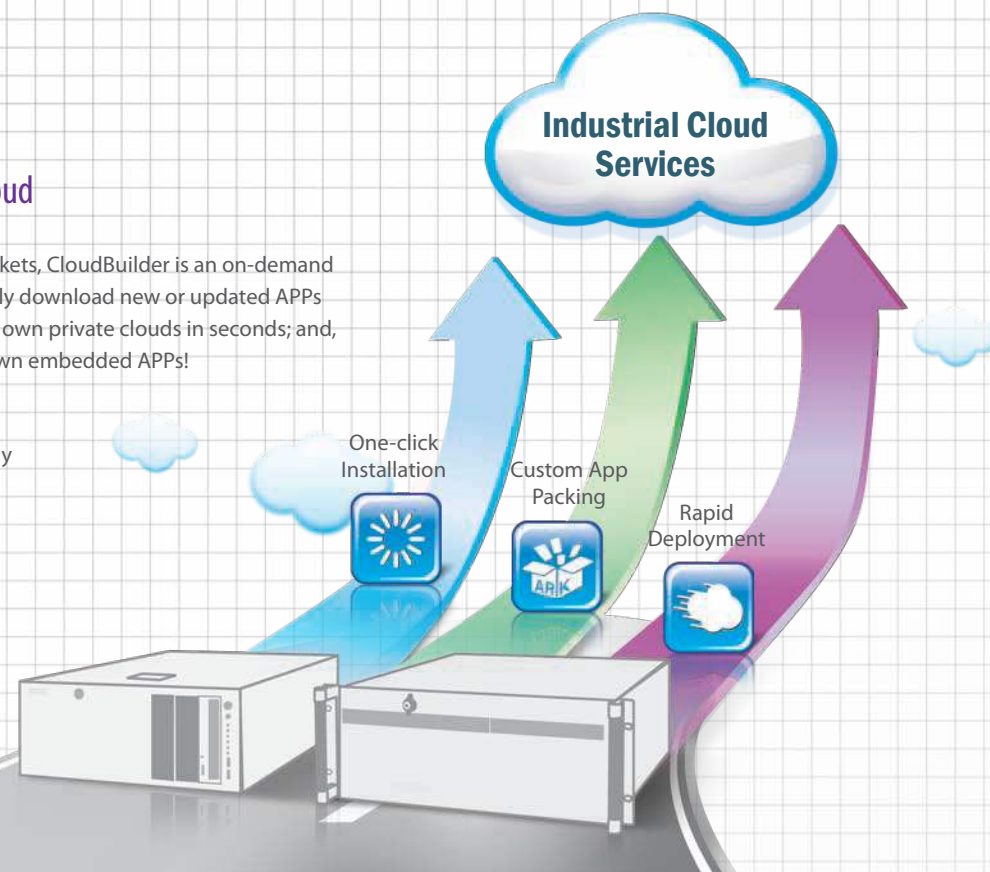 Industrial Cloud
Services
oud
kets, CloudBuilder is an on-demand
ly download new or updated APPs
own private clouds in seconds; and,
wn embedded APPs!
y
One-click
Installation
Custom App
Packing
Rapid
Deployment